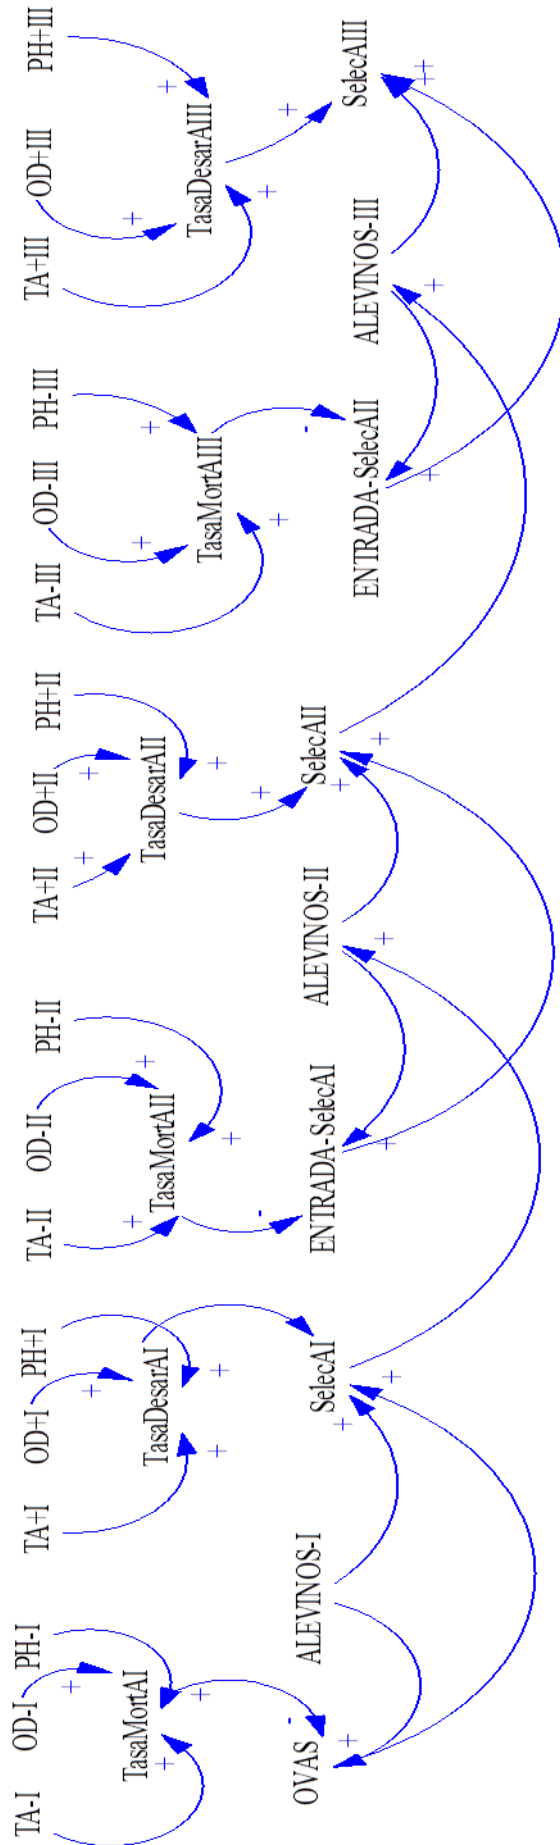 TA-I
OD-I
PH-I
TA+I
OD+I
PH+I
TA-II
OD-II
PH-II
TA+II
OD+II
PH+II
TA-III
OD-III
PH-III
TA+III
OD+III
PH+III
TasaMortAI
TasaDesarAI
TasaMortAII
TasaDesarAII
TasaMortAIII
TasaDesarAIII
OVAS
ALEVINOS-I
SelecAI
ENTRADA-SelecAI
ALEVINOS-II
SelecAII
ENTRADA-SelecAII
ALEVINOS-III
SelecAIII